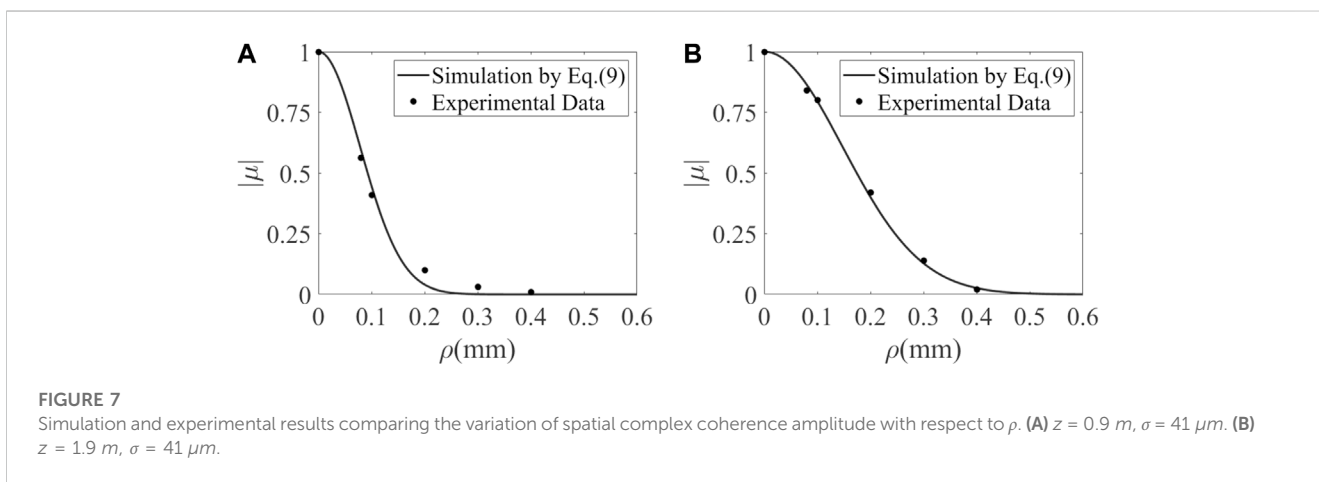 A
1
0.75
0.5
0.25
0
|μ|
Simulation by Eq.(9)
Experimental Data
0 0.1 0.2 0.3 0.4 0.5 0.6
ρ(mm)
B
1
0.75
0.5
0.25
0
|μ|
Simulation by Eq.(9)
Experimental Data
0 0.1 0.2 0.3 0.4 0.5 0.6
ρ(mm)
FIGURE 7
Simulation and experimental results comparing the variation of spatial complex coherence amplitude with respect to ρ. (A) z = 0.9 m, σ = 41 μm. (B)
z = 1.9 m, σ = 41 μm.